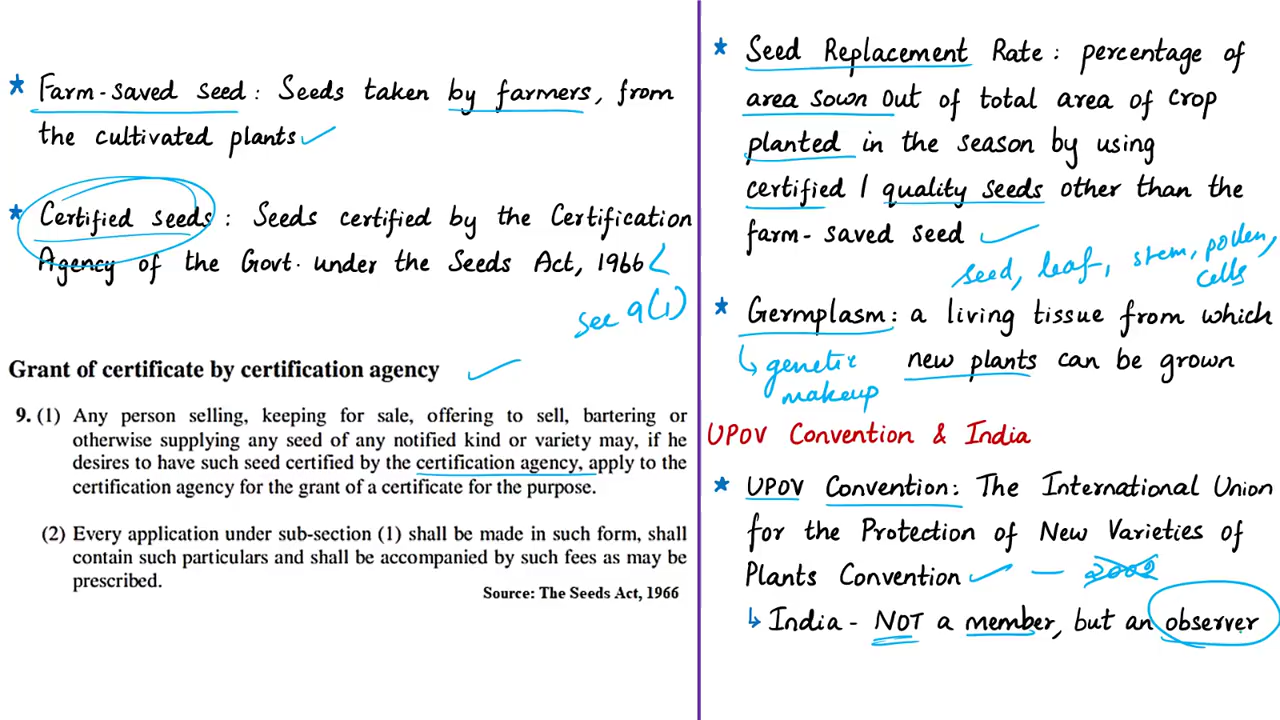 * Farm-saved seed : Seeds taken by farmers, from
the cultivated plants
* Certified seeds : Seeds certified by the Certification
Agency of the Govt. under the Seeds Act, 1966
sec 9(1)
Grant of certificate by certification agency
9. (1) Any person selling, keeping for sale, offering to sell, bartering or
otherwise supplying any seed of any notified kind or variety may, if he
desires to have such seed certified by the certification agency, apply to the
certification agency for the grant of a certificate for the purpose.
(2) Every application under sub-section (1) shall be made in such form, shall
contain such particulars and shall be accompanied by such fees as may be
prescribed.
Source: The Seeds Act, 1966
* Seed Replacement Rate : percentage of
area sown out of total area of crop
planted in the season by using
certified / quality seeds other than the
farm-saved seed
seed, leaf, stem, pollen,
cells
* Germplasm : a living tissue from which
new plants can be grown
↳ genetic
makeup
UPOV Convention & India
* UPOV Convention : The International Union
for the Protection of New Varieties of
Plants Convention — 2002
↳ India - NOT a member, but an observer